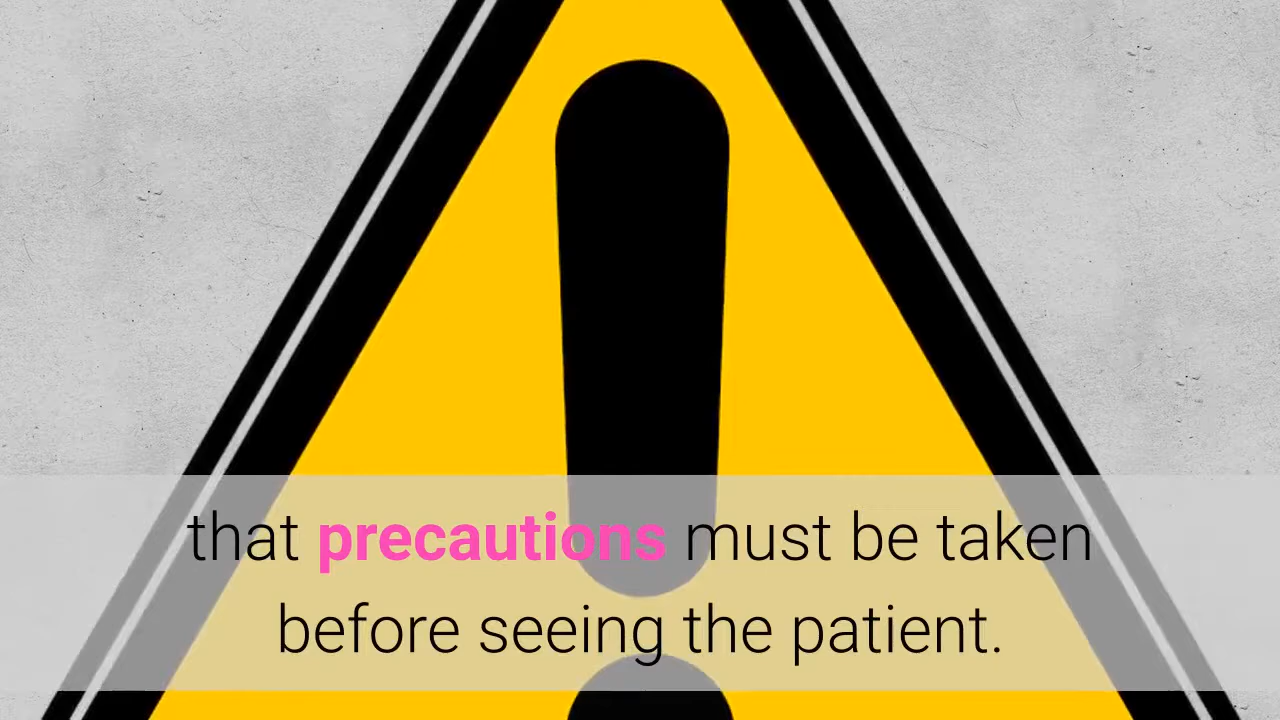 that precautions must be taken
before seeing the patient.